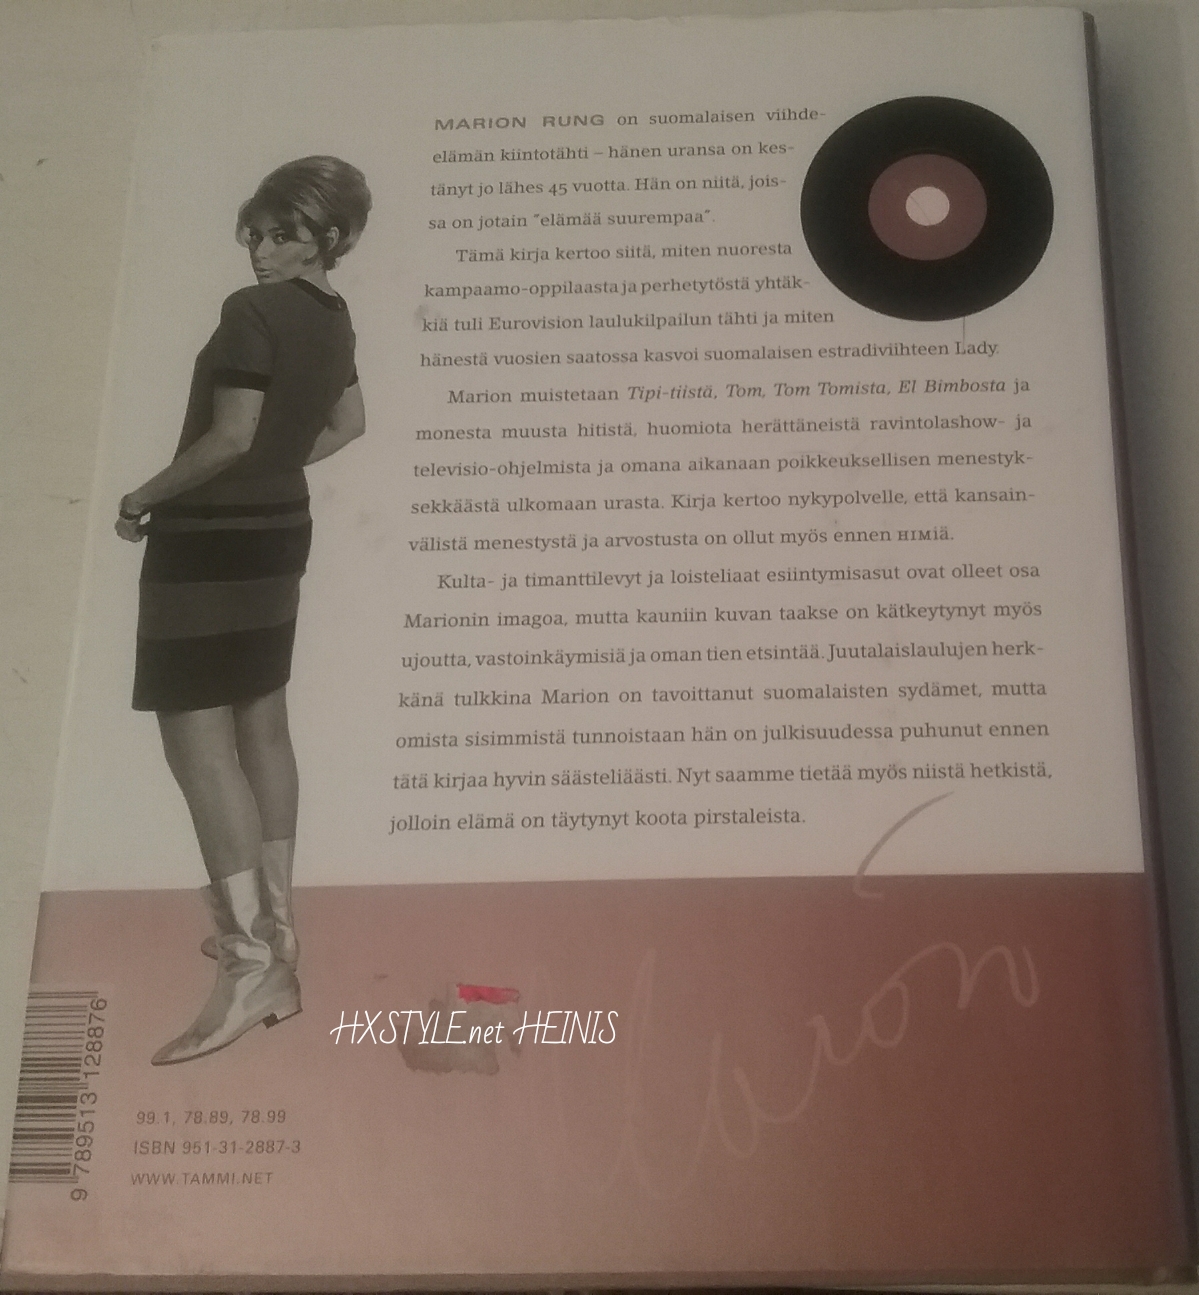 MARION RUNG on suomalaisen viihde-
elämän kiintotähti – hänen uransa on kes-
tänyt jo lähes 45 vuotta. Hän on niitä, jois-
sa on jotain ˝elämää suurempaa˝.
Tämä kirja kertoo siitä, miten nuoresta
kampaamo-oppilaasta ja perhetytöstä yhtäk-
kiä tuli Eurovision laulukilpailun tähti ja miten
hänestä vuosien saatossa kasvoi suomalaisen estradiviihteen Lady.
Marion muistetaan Tipi-tiistä, Tom, Tom Tomista, El Bimbosta ja
monesta muusta hitistä, huomiota herättäneistä ravintolashow- ja
televisio-ohjelmista ja omana aikanaan poikkeuksellisen menestyk-
sekkäästä ulkomaan urasta. Kirja kertoo nykypolvelle, että kansain-
välistä menestystä ja arvostusta on ollut myös ennen HIMiä.
Kulta- ja timanttilevyt ja loisteliaat esiintymisasut ovat olleet osa
Marionin imagoa, mutta kauniin kuvan taakse on kätkeytynyt myös
ujoutta, vastoinkäymisiä ja oman tien etsintää. Juutalaislaulujen herk-
känä tulkkina Marion on tavoittanut suomalaisten sydämet, mutta
omista sisimmistä tunnoistaan hän on julkisuudessa puhunut ennen
tätä kirjaa hyvin säästeliäästi. Nyt saamme tietää myös niistä hetkistä,
jolloin elämä on täytynyt koota pirstaleista.
Marion
HXSTYLE.net HEINIS
99.1, 78.89, 78.99
ISBN 951-31-2887-3
WWW.TAMMI.NET
9 789513 128876